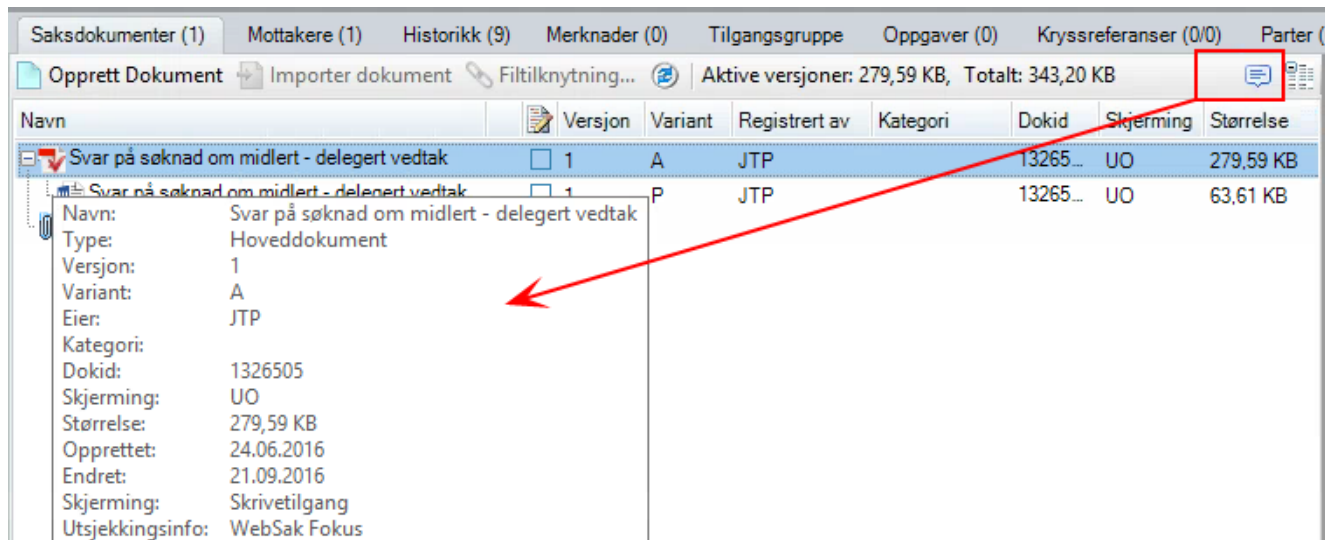 Saksdokumenter (1) Mottakere (1) Historikk (9) Merknader (0) Tilgangsgruppe Oppgaver (0) Kryssreferanser (0/0) Parter (
Opprett Dokument Importer dokument Filtilknytning... Aktive versjoner: 279,59 KB, Totalt: 343,20 KB
Navn Versjon Variant Registrert av Kategori Dokid Skjerming Størrelse
Svar på søknad om midlert - delegert vedtak 1 A JTP 13265... UO 279,59 KB
Svar på søknad om midlert - delegert vedtak 1 P JTP 13265... UO 63,61 KB
Navn: Svar på søknad om midlert - delegert vedtak
Type: Hoveddokument
Versjon: 1
Variant: A
Eier: JTP
Kategori:
Dokid: 1326505
Skjerming: UO
Størrelse: 279,59 KB
Opprettet: 24.06.2016
Endret: 21.09.2016
Skjerming: Skrivetilgang
Utsjekkingsinfo: WebSak Fokus